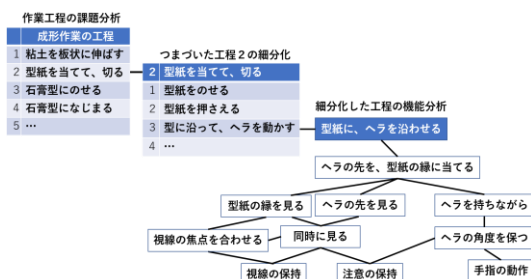 作業工程の課題分析
成形作業の工程
1 粘土を板状に伸ばす
2 型紙を当てて、切る
3 石膏型にのせる
4 石膏型になじまる
5 …
つまづいた工程２の細分化
2 型紙を当てて、切る
1 型紙をのせる
2 型紙を押さえる
3 型に沿って、ヘラを動かす
4 …
細分化した工程の機能分析
型紙に、ヘラを沿わせる
ヘラの先を、型紙の縁に当てる
型紙の縁を見る
ヘラの先を見る
ヘラを持ちながら
視線の焦点を合わせる
同時に見る
ヘラの角度を保つ
視線の保持
注意の保持
手指の動作